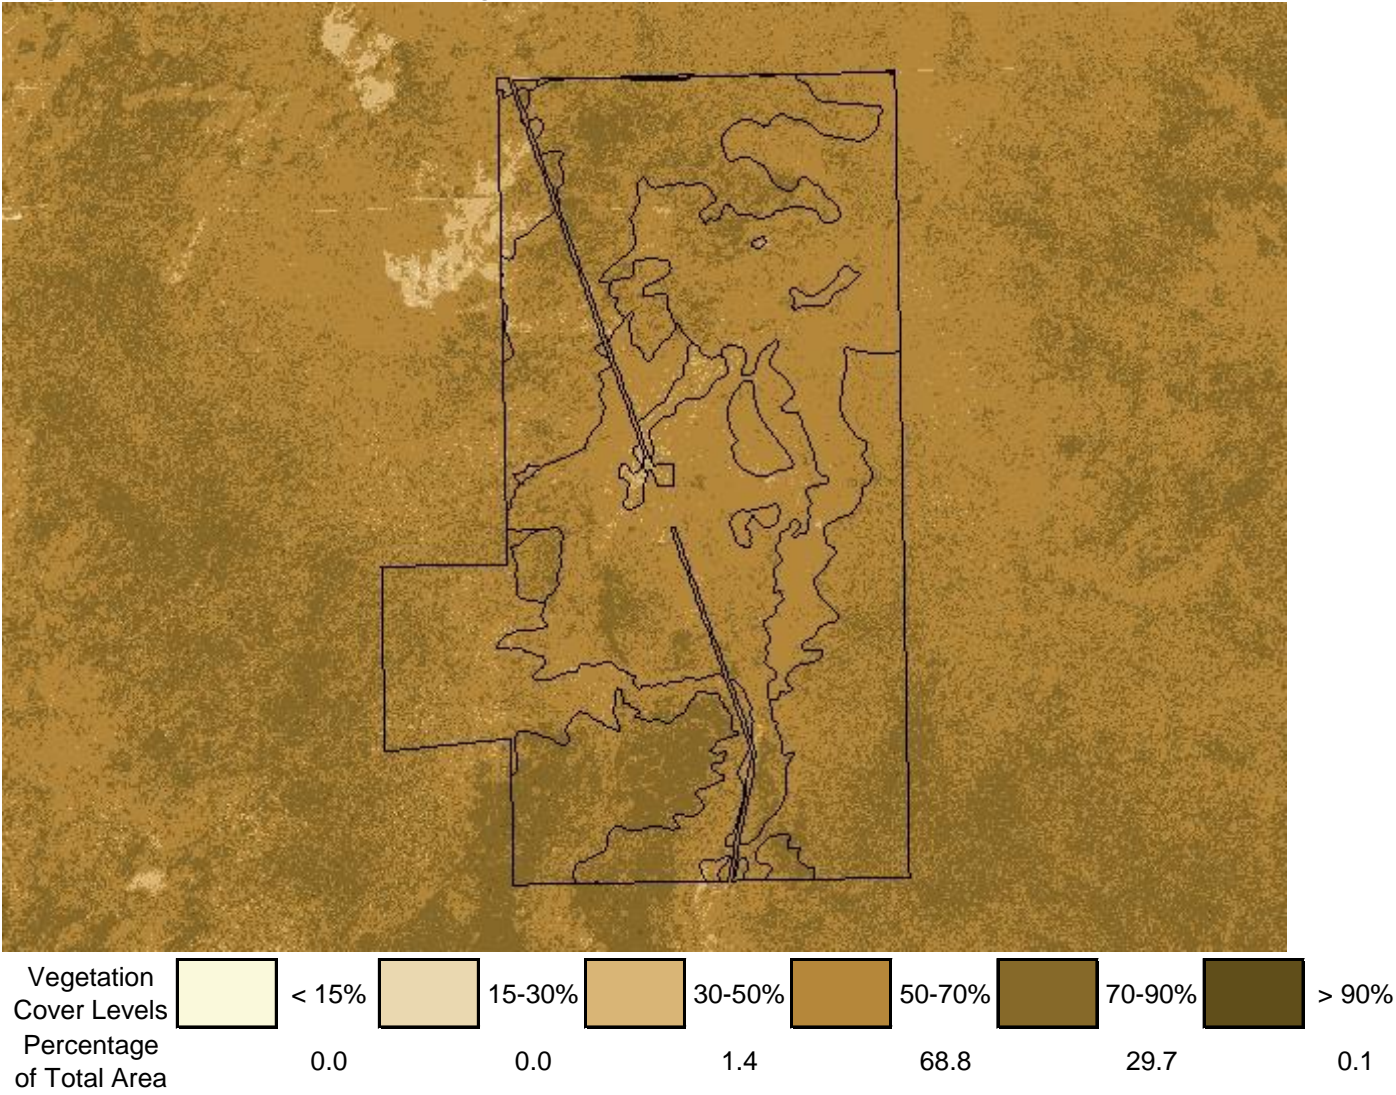 Vegetation
Cover Levels
< 15% 15-30% 30-50% 50-70% 70-90% > 90%
Percentage
of Total Area
0.0 0.0 1.4 68.8 29.7 0.1